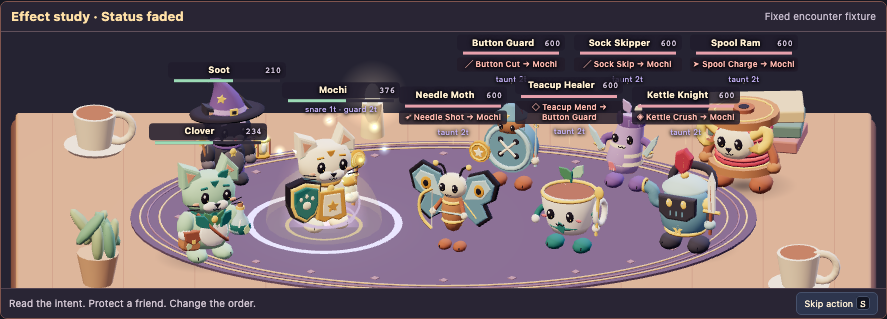 Effect study · Status faded
Fixed encounter fixture
Button Guard 600
⟋ Button Cut → Mochi
taunt
Sock Skipper 600
⟋ Sock Skip → Mochi
2t
Spool Ram 600
➤ Spool Charge → Mochi
taunt 2t
Soot 210
Mochi 376
snare 1t · guard 2t
Needle Moth 600
➶ Needle Shot → Mochi
taunt 2t
Teacup Healer 600
◇ Teacup Mend →
Button Guard
taunt 2t
Kettle Knight 600
◈ Kettle Crush → Mochi
taunt 2t
Clover 234
Read the intent. Protect a friend. Change the order.
Skip action S